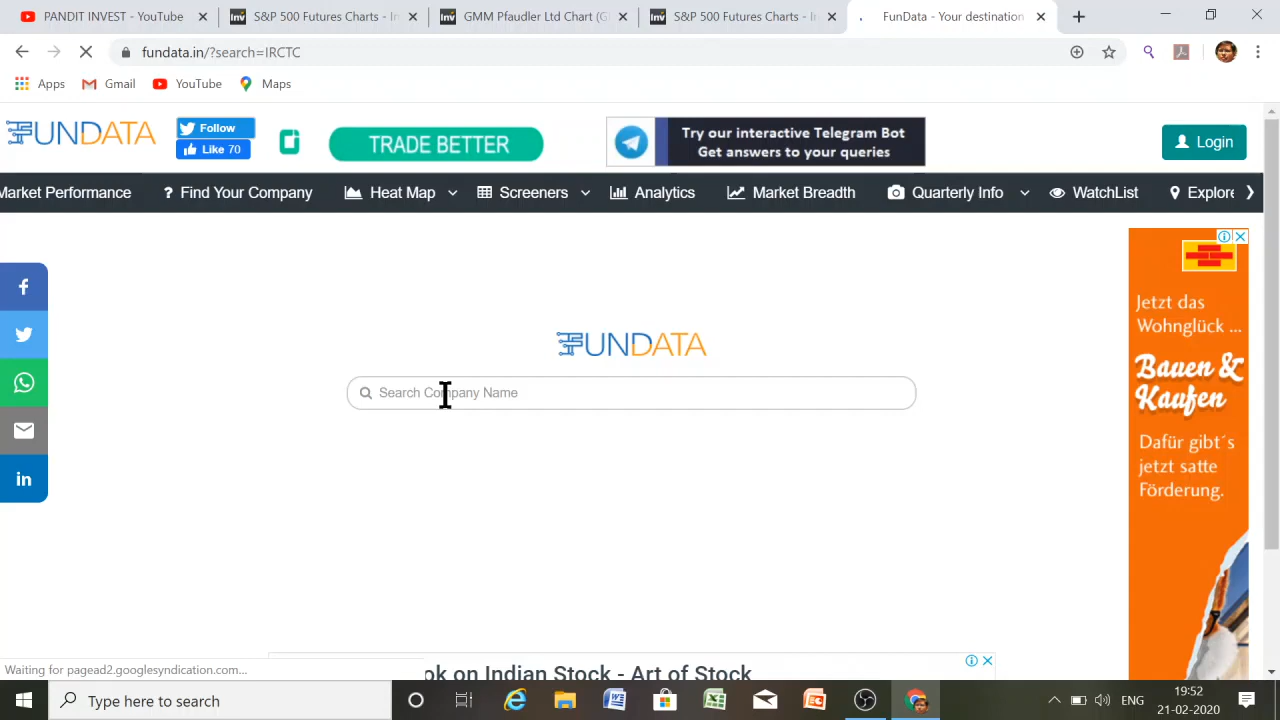 PANDIT INVEST - YouTube
S&P 500 Futures Charts - In
GMM Pfaudler Ltd Chart (G
S&P 500 Futures Charts - In
FunData - Your destination
fundata.in/?search=IRCTC
Apps
Gmail
YouTube
Maps
FUNDATA
Follow
Like 70
TRADE BETTER
Try our interactive Telegram Bot
Get answers to your queries
Login
Market Performance
? Find Your Company
Heat Map
Screeners
Analytics
Market Breadth
Quarterly Info
WatchList
Explore
FUNDATA
Search Company Name
Jetzt das
Wohnglück ...
Bauen &
Kaufen
Dafür gibt´s
jetzt satte
Förderung.
ok on Indian Stock - Art of Stock
Waiting for pagead2.googlesyndication.com...
Type here to search
ENG
19:52
21-02-2020